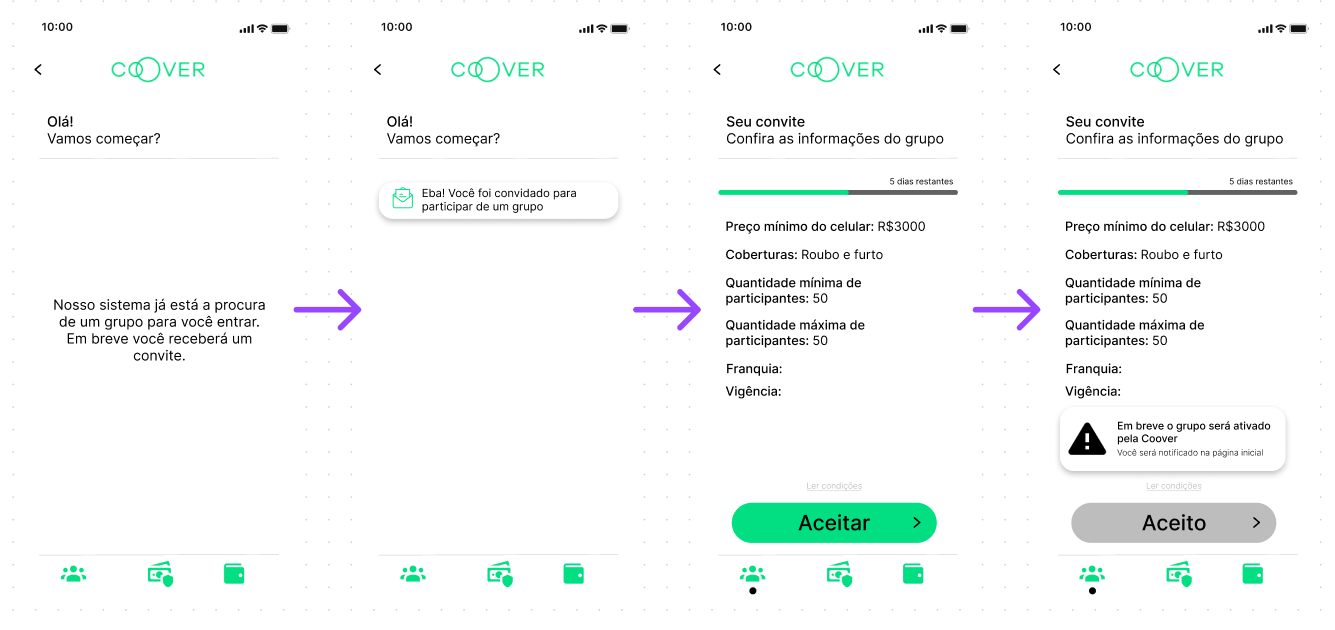 10:00
COOVER
Olá!
Vamos começar?
Nosso sistema já está a procura
de um grupo para você entrar.
Em breve você receberá um
convite.
10:00
COOVER
Olá!
Vamos começar?
Eba! Você foi convidado para
participar de um grupo
10:00
COOVER
Seu convite
Confira as informações do grupo
5 dias restantes
Preço mínimo do celular: R$3000
Coberturas: Roubo e furto
Quantidade mínima de
participantes: 50
Quantidade máxima de
participantes: 50
Franquia:
Vigência:
Ler condições
Aceitar
10:00
COOVER
Seu convite
Confira as informações do grupo
5 dias restantes
Preço mínimo do celular: R$3000
Coberturas: Roubo e furto
Quantidade mínima de
participantes: 50
Quantidade máxima de
participantes: 50
Franquia:
Vigência:
Em breve o grupo será ativado
pela Coover
Você será notificado na página inicial
Ler condições
Aceito